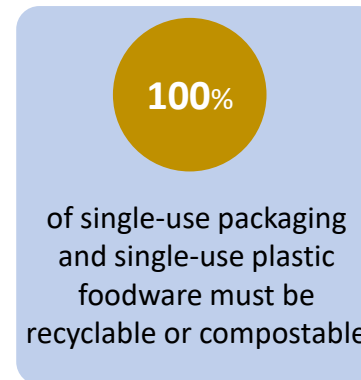 100%
of single-use packaging
and single-use plastic
foodware must be
recyclable or compostable